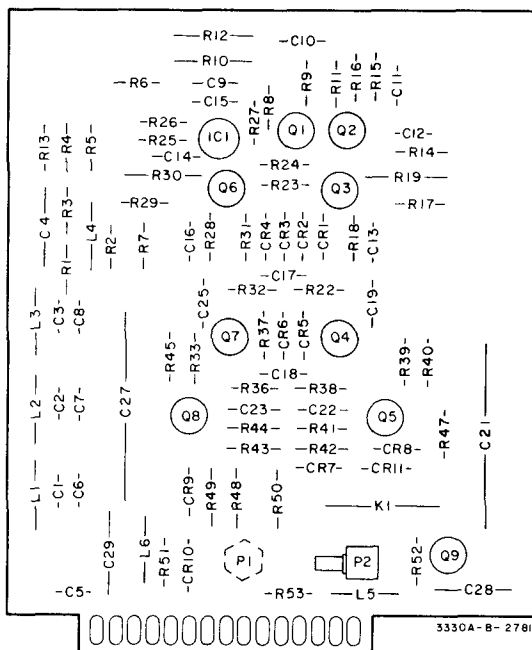 R12
C10
R10
R6
C9
C15
R8
R9
R11
R16
R15
C11
R26
R25
C14
IC1
R27
Q1
Q2
C12
R14
R13
R4
R5
R24
R30
R23
Q6
Q3
R19
R29
R17
C4
R3
R1
L4
R2
R7
C16
R28
R31
CR4
CR3
CR2
CR1
R18
C13
C17
R32
R22
L3
C3
C8
C25
C19
Q7
R37
CR6
CR5
Q4
R45
R33
C18
R39
R40
L2
C2
C7
C27
R36
R38
Q8
C23
C22
Q5
R44
R41
R47
C21
R43
R42
CR8
CR7
CR11
L1
C1
C6
CR9
R49
R48
R50
K1
C29
L6
R51
CR10
P1
P2
R52
Q9
C5
R53
L5
C28
3330A-B-2781